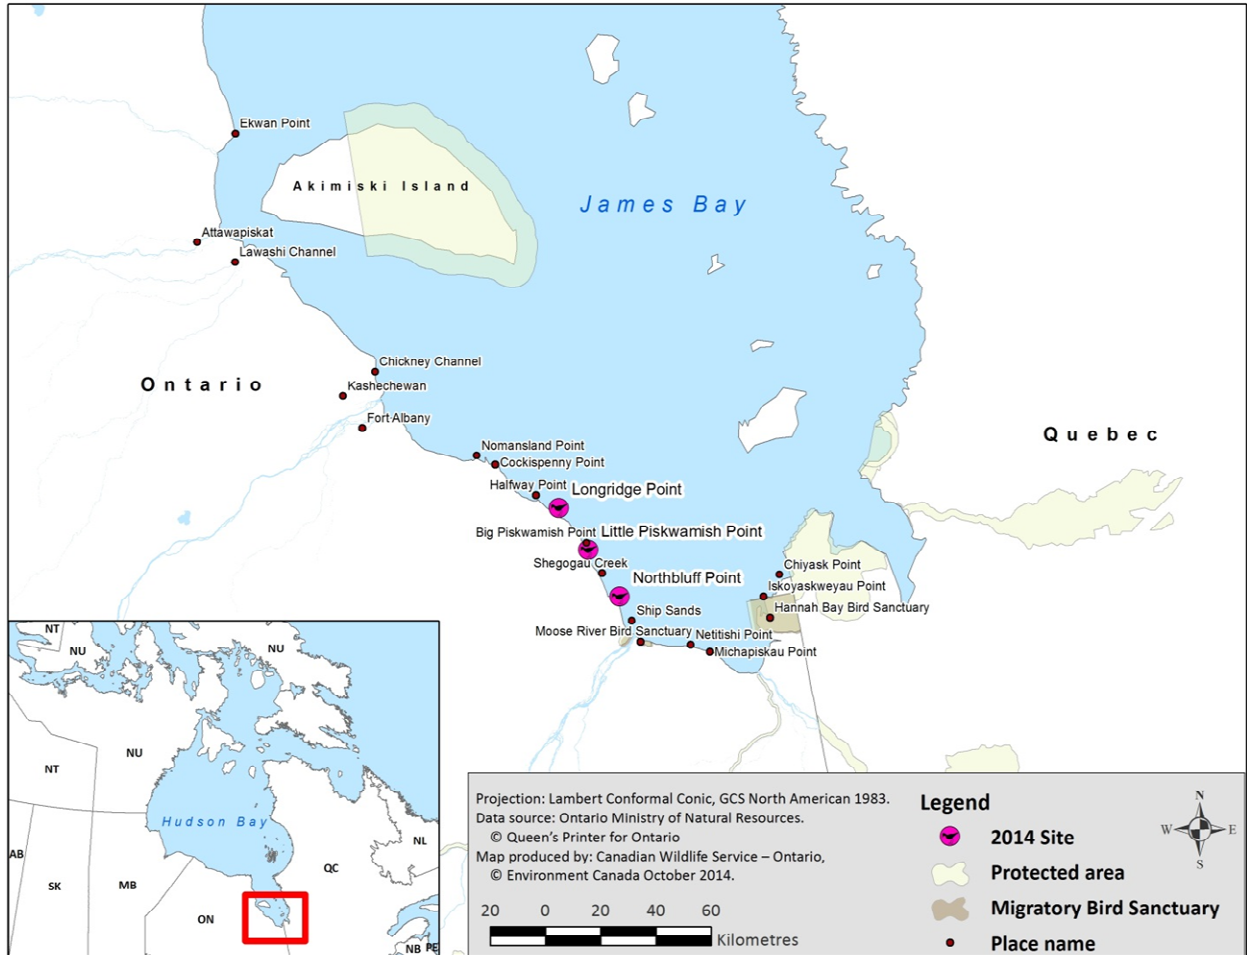 Ekwan Point
Akimiski Island
James Bay
Attawapiskat
Lawashi Channel
Chickney Channel
Ontario
Kashechewan
Fort Albany
Quebec
Nomansland Point
Cockispenny Point
Halfway Point
Longridge Point
Big Piskwamish Point
Little Piskwamish Point
Shegogau Creek
Chiyask Point
Northbluff Point
Iskoyaskweyau Point
Ship Sands
Hannah Bay Bird Sanctuary
Moose River Bird Sanctuary
Netitishi Point
Michapiskau Point
NT
NU
NU
NU
NT
Hudson Bay
NL
AB
QC
SK
MB
ON
NB
PE
Projection: Lambert Conformal Conic, GCS North American 1983.
Data source: Ontario Ministry of Natural Resources.
© Queen's Printer for Ontario
Map produced by: Canadian Wildlife Service – Ontario,
© Environment Canada October 2014.
20 0 20 40 60
Kilometres
Legend
2014 Site
Protected area
Migratory Bird Sanctuary
Place name
N
W E
S